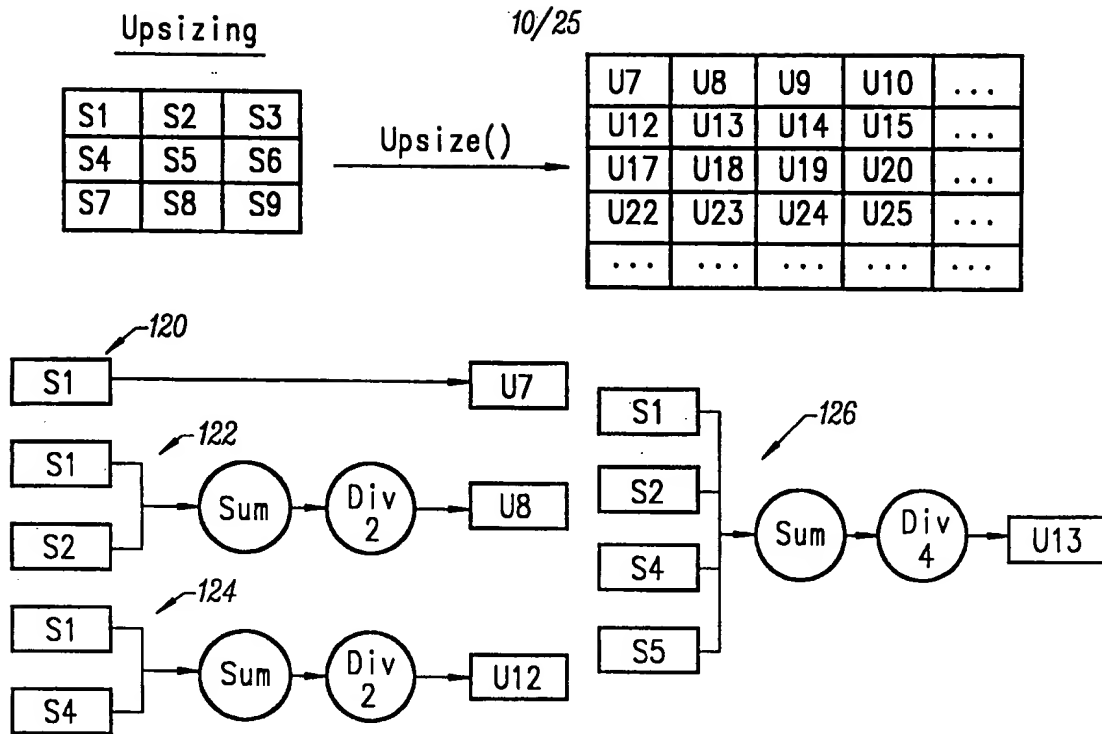 Upsizing
10/25
S1 S2 S3
S4 S5 S6
S7 S8 S9
Upsize()
U7 U8 U9 U10 ...
U12 U13 U14 U15 ...
U17 U18 U19 U20 ...
U22 U23 U24 U25 ...
... ... ... ... ...
120
S1
U7
122
S1
S2
Sum
Div
2
U8
124
S1
S4
Sum
Div
2
U12
126
S1
S2
S4
S5
Sum
Div
4
U13